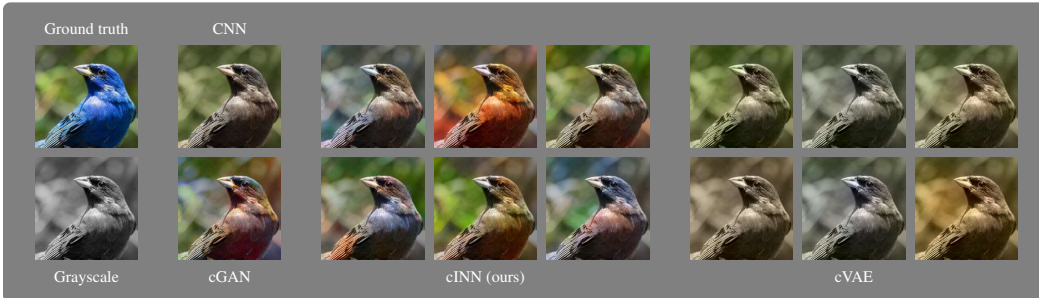 Ground truth
CNN
Grayscale
cGAN
cINN (ours)
cVAE